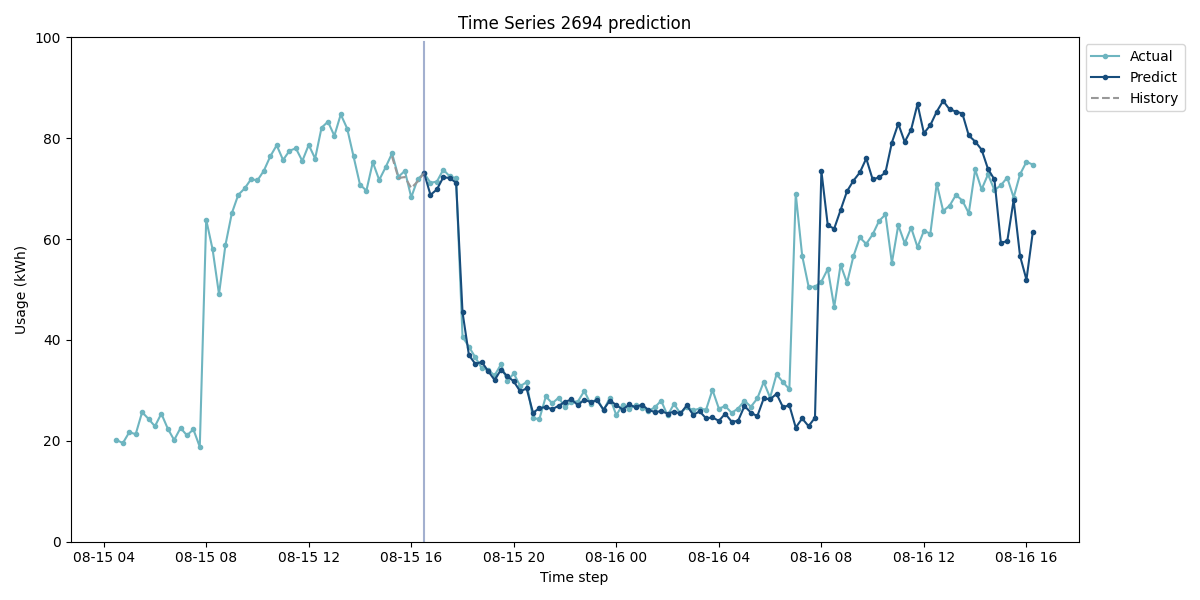 Time Series 2694 prediction
100
80
60
40
20
0
Usage (kWh)
08-15 04 08-15 08 08-15 12 08-15 16 08-15 20 08-16 00 08-16 04 08-16 08 08-16 12 08-16 16
Time step
Actual
Predict
History